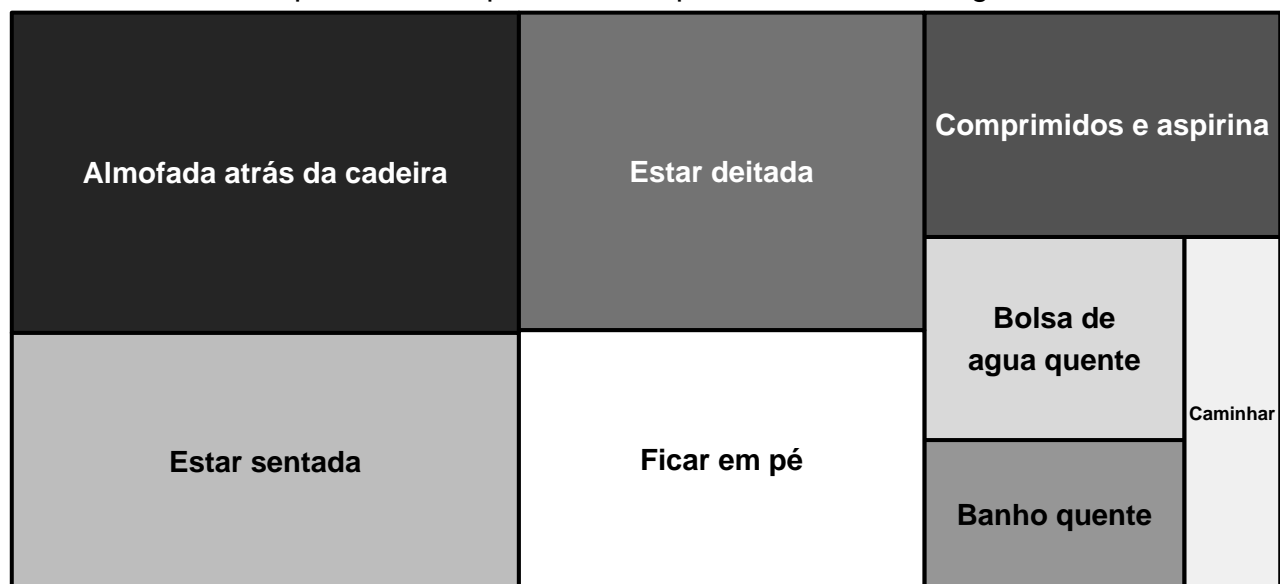 Almofada atrás da cadeira
Estar deitada
Comprimidos e aspirina
Bolsa de
agua quente
Caminhar
Estar sentada
Ficar em pé
Banho quente